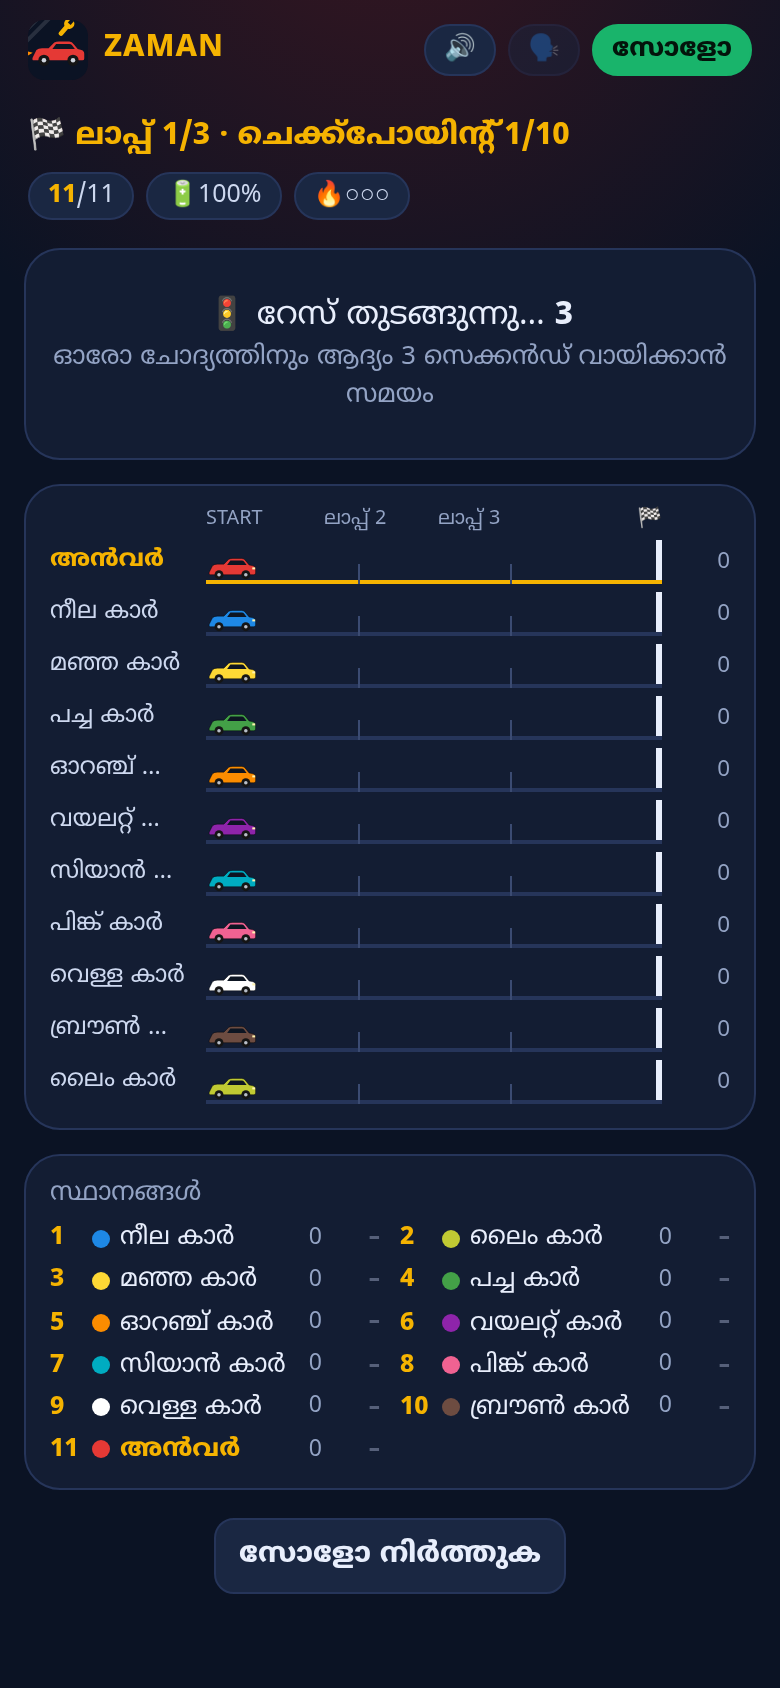 ZAMAN
സോളോ
🏁 ലാപ്പ് 1/3 · ചെക്ക്പോയിന്റ് 1/10
11/11 🔋100% 🔥○○○
🚦 റേസ് തുടങ്ങുന്നു… 3
ഓരോ ചോദ്യത്തിനും ആദ്യം 3 സെക്കൻഡ് വായിക്കാൻ
സമയം
START ലാപ്പ് 2 ലാപ്പ് 3 🏁
അൻവർ 0
നീല കാർ 0
മഞ്ഞ കാർ 0
പച്ച കാർ 0
ഓറഞ്ച് … 0
വയലറ്റ് … 0
സിയാൻ … 0
പിങ്ക് കാർ 0
വെള്ള കാർ 0
ബ്രൗൺ … 0
ലൈം കാർ 0
സ്ഥാനങ്ങൾ
1 നീല കാർ 0 – 2 ലൈം കാർ 0 –
3 മഞ്ഞ കാർ 0 – 4 പച്ച കാർ 0 –
5 ഓറഞ്ച് കാർ 0 – 6 വയലറ്റ് കാർ 0 –
7 സിയാൻ കാർ 0 – 8 പിങ്ക് കാർ 0 –
9 വെള്ള കാർ 0 – 10 ബ്രൗൺ കാർ 0 –
11 അൻവർ 0 –
സോളോ നിർത്തുക